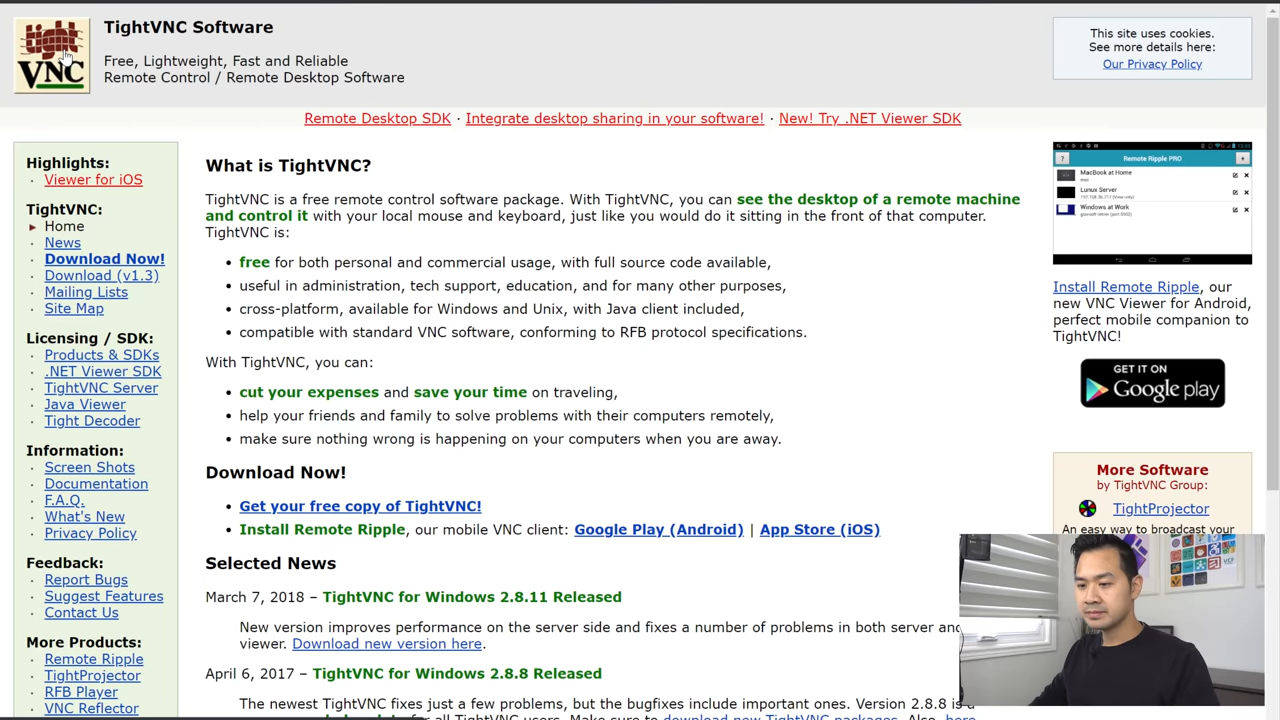 tight
VNC
TightVNC Software
Free, Lightweight, Fast and Reliable
Remote Control / Remote Desktop Software
This site uses cookies.
See more details here:
Our Privacy Policy
Remote Desktop SDK · Integrate desktop sharing in your software! · New! Try .NET Viewer SDK
Highlights:
Viewer for iOS
TightVNC:
Home
News
Download Now!
Download (v1.3)
Mailing Lists
Site Map
Licensing / SDK:
Products & SDKs
.NET Viewer SDK
TightVNC Server
Java Viewer
Tight Decoder
Information:
Screen Shots
Documentation
F.A.Q.
What's New
Privacy Policy
Feedback:
Report Bugs
Suggest Features
Contact Us
More Products:
Remote Ripple
TightProjector
RFB Player
VNC Reflector
What is TightVNC?
TightVNC is a free remote control software package. With TightVNC, you can see the desktop of a remote machine
and control it with your local mouse and keyboard, just like you would do it sitting in the front of that computer.
TightVNC is:
• free for both personal and commercial usage, with full source code available,
• useful in administration, tech support, education, and for many other purposes,
• cross-platform, available for Windows and Unix, with Java client included,
• compatible with standard VNC software, conforming to RFB protocol specifications.
With TightVNC, you can:
• cut your expenses and save your time on traveling,
• help your friends and family to solve problems with their computers remotely,
• make sure nothing wrong is happening on your computers when you are away.
Download Now!
• Get your free copy of TightVNC!
• Install Remote Ripple, our mobile VNC client: Google Play (Android) | App Store (iOS)
Selected News
March 7, 2018 – TightVNC for Windows 2.8.11 Released
New version improves performance on the server side and fixes a number of problems in both server and
viewer. Download new version here.
April 6, 2017 – TightVNC for Windows 2.8.8 Released
The newest TightVNC fixes just a few problems, but the bugfixes include important ones. Version 2.8.8 is a
for all TightVNC users. Make sure to download new TightVNC packages. Also, here
Remote Ripple PRO
MacBook at Home
Lunux Server
Windows at Work
Install Remote Ripple, our
new VNC Viewer for Android,
perfect mobile companion to
TightVNC!
GET IT ON
Google play
More Software
by TightVNC Group:
TightProjector
An easy way to broadcast your